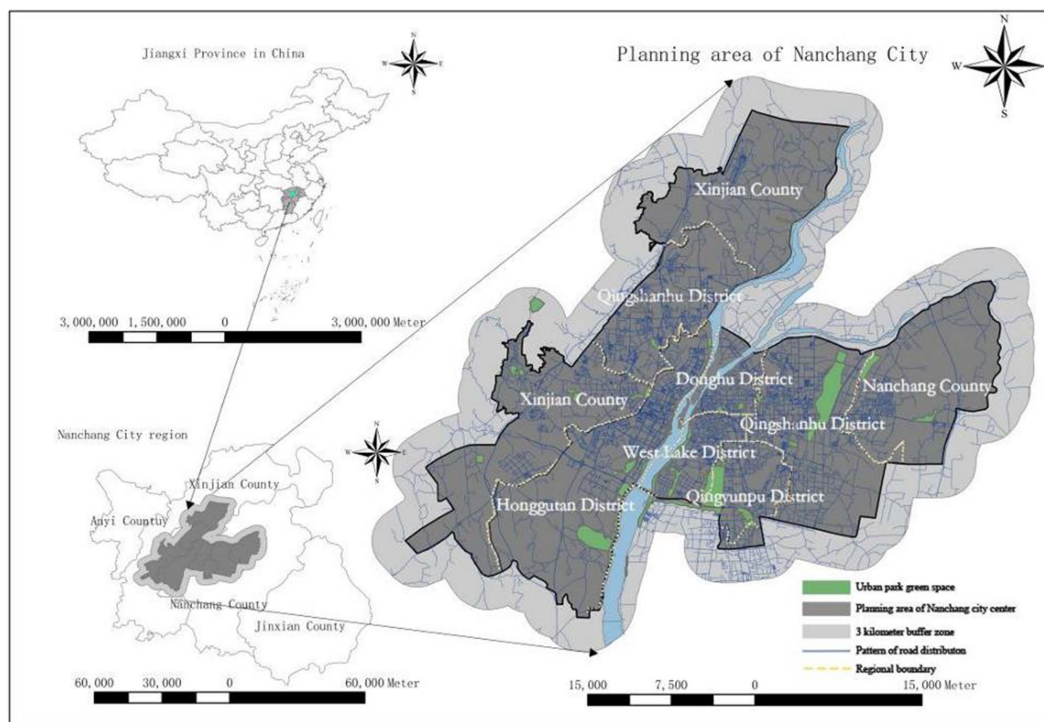 Jiangxi Province in China
N
W
E
S
3,000,000 1,500,000 0 3,000,000 Meter
Planning area of Nanchang City
N
W
E
S
Xinjian County
Qingshanhu District
Donghu District
Nanchang County
Xinjian County
Qingshanhu District
West Lake District
Honggutan District
Qingyunpu District
Nanchang City region
N
W
E
S
Xinjian County
Anyi Countuy
Nanchang County
Jinxian County
60,000 30,000 0 60,000 Meter
Urban park green space
Planning area of Nanchang city center
3 kilometer buffer zone
Pattern of road distributon
Regional boundary
15,000 7,500 0 15,000 Meter